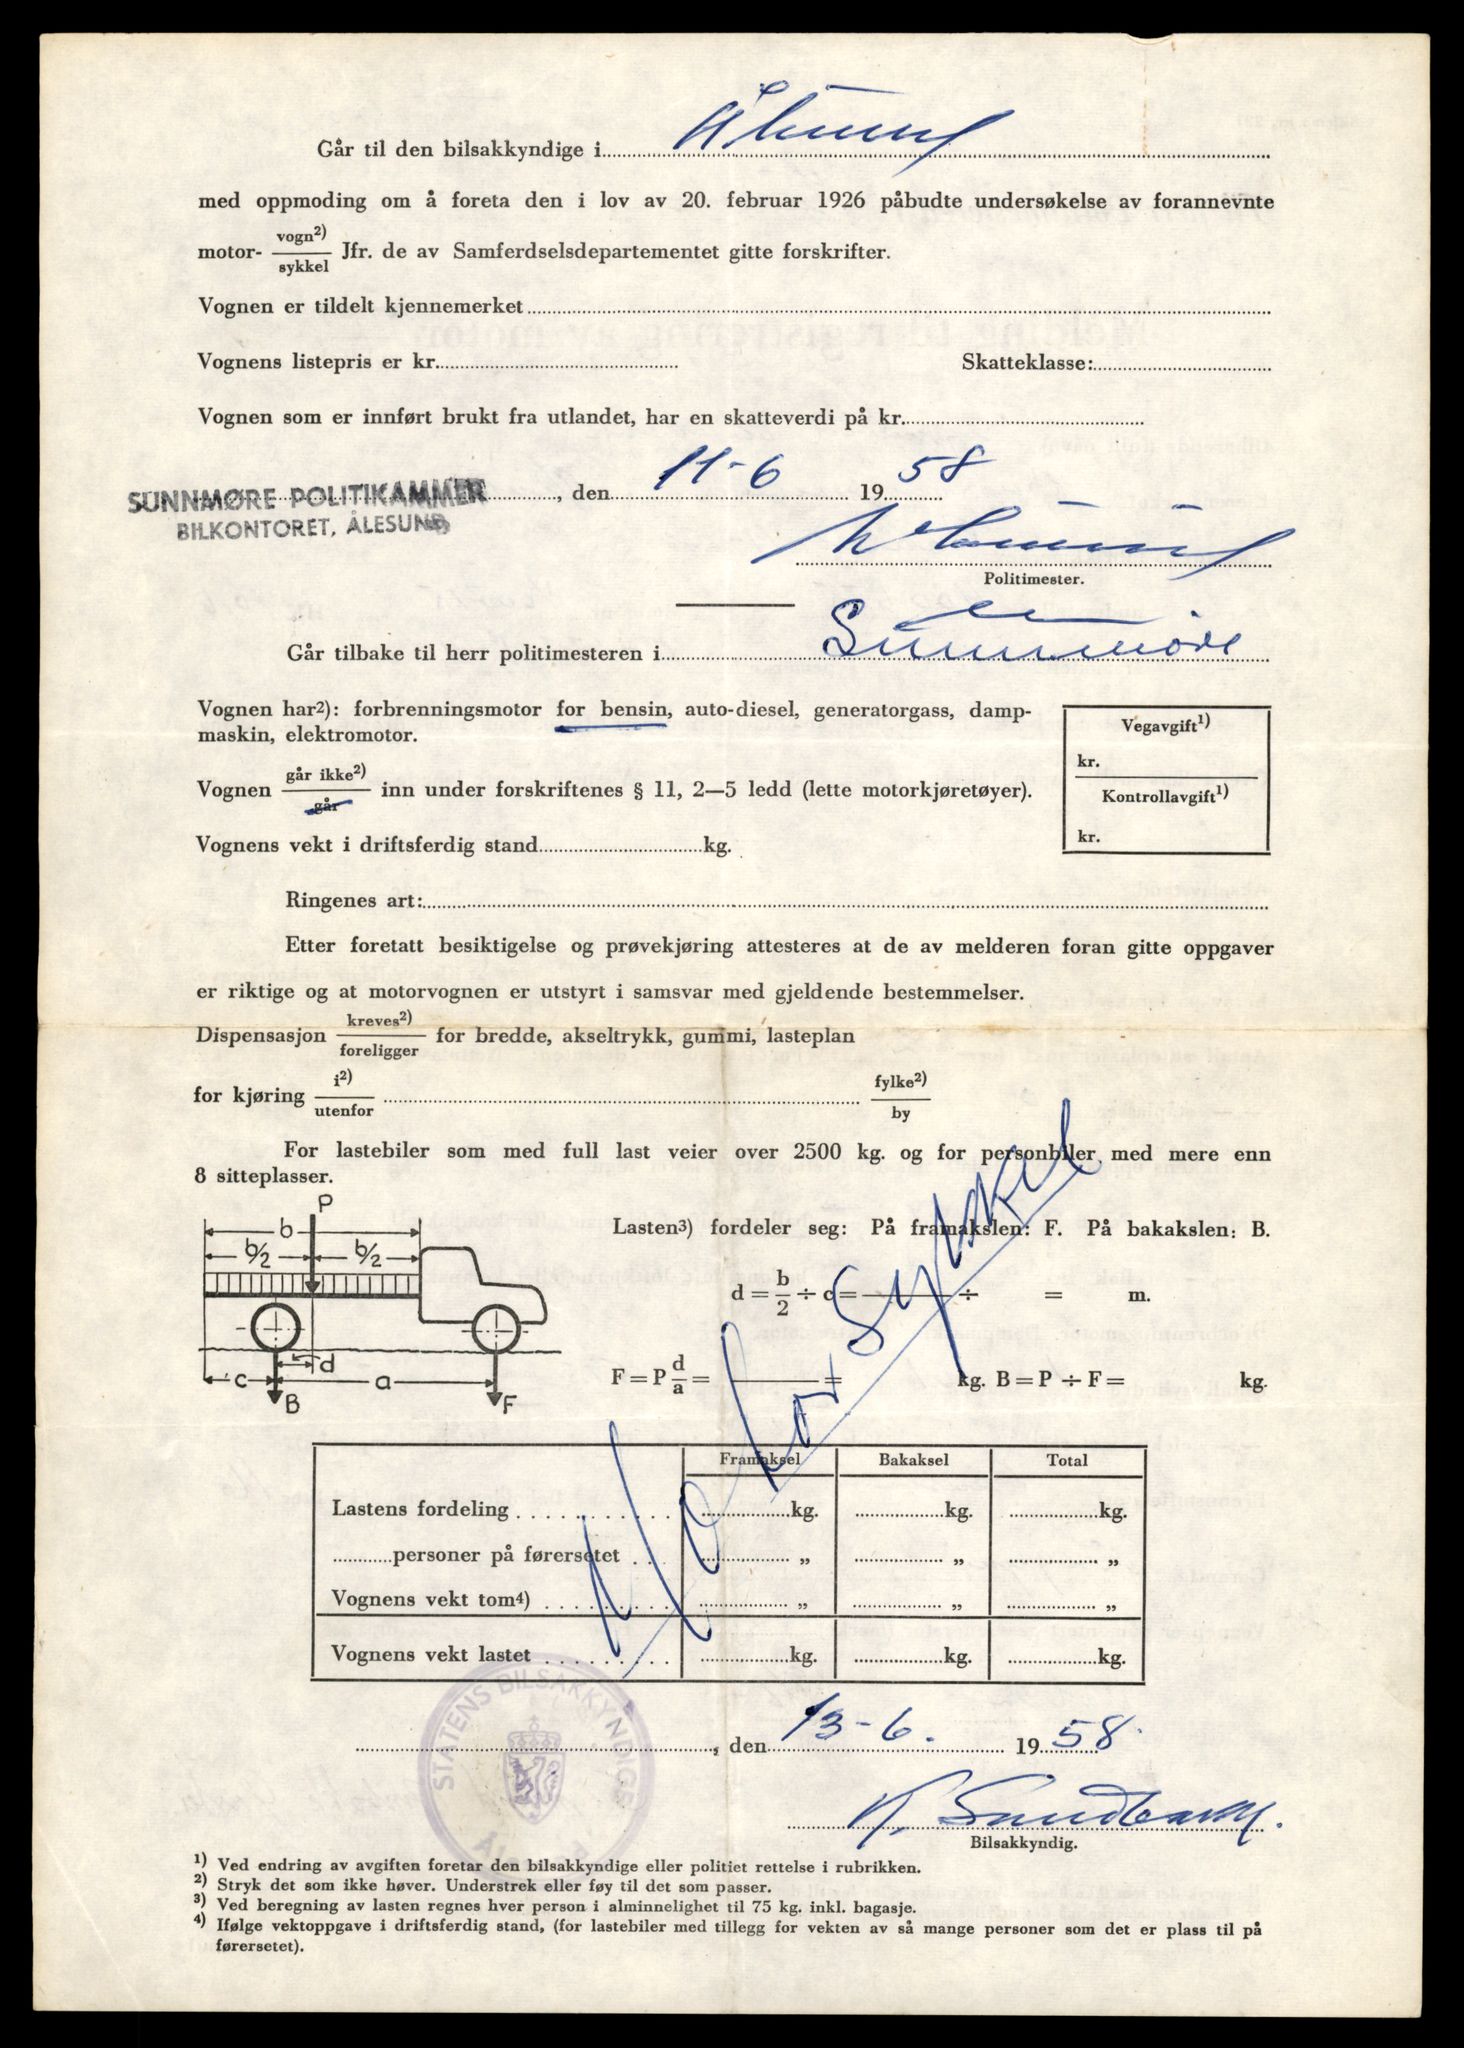 Går til den bilsakkyndige i Ålesund
med oppmoding om å foreta den i lov av 20. februar 1926 påbudte undersøkelse av forannevnte
motor- vogn²) / sykkel Jfr. de av Samferdselsdepartementet gitte forskrifter.
Vognen er tildelt kjennemerket
Vognens listepris er kr. Skatteklasse:
Vognen som er innført brukt fra utlandet, har en skatteverdi på kr.
SUNNMØRE POLITIKAMMER, den 11-6 19 58
BILKONTORET, ÅLESUND
Politimester.
Går tilbake til herr politimesteren i Sunnmøre
Vognen har²): forbrenningsmotor for bensin, auto-diesel, generatorgass, damp-
maskin, elektromotor.
Vegavgift¹)
kr.
Vognen går ikke²) / går inn under forskriftenes § 11, 2—5 ledd (lette motorkjøretøyer).
Kontrollavgift¹)
kr.
Vognens vekt i driftsferdig stand kg.
Ringenes art:
Etter foretatt besiktigelse og prøvekjøring attesteres at de av melderen foran gitte oppgaver
er riktige og at motorvognen er utstyrt i samsvar med gjeldende bestemmelser.
Dispensasjon kreves²) / foreligger for bredde, akseltrykk, gummi, lasteplan
for kjøring i²) / utenfor fylke²) / by
For lastebiler som med full last veier over 2500 kg. og for personbiler med mere enn
8 sitteplasser.
P
b
b/2 b/2
c d a
B F
Lasten³) fordeler seg: På framakslen: F. På bakakslen: B.
d = b/2 ÷ c = ÷ = m.
F = P d/a = = kg. B = P ÷ F = kg.
Motorsykkel
Framaksel Bakaksel Total
Lastens fordeling kg. kg. kg.
personer på førersetet „ „ „
Vognens vekt tom⁴) „ „ „
Vognens vekt lastet kg. kg. kg.
STATENS BILSAKKYNDIGE
, den 13-6. 19 58.
Bilsakkyndig.
¹) Ved endring av avgiften foretar den bilsakkyndige eller politiet rettelse i rubrikken.
²) Stryk det som ikke høver. Understrek eller føy til det som passer.
³) Ved beregning av lasten regnes hver person i alminnelighet til 75 kg. inkl. bagasje.
⁴) Ifølge vektoppgave i driftsferdig stand, (for lastebiler med tillegg for vekten av så mange personer som det er plass til på
førersetet).